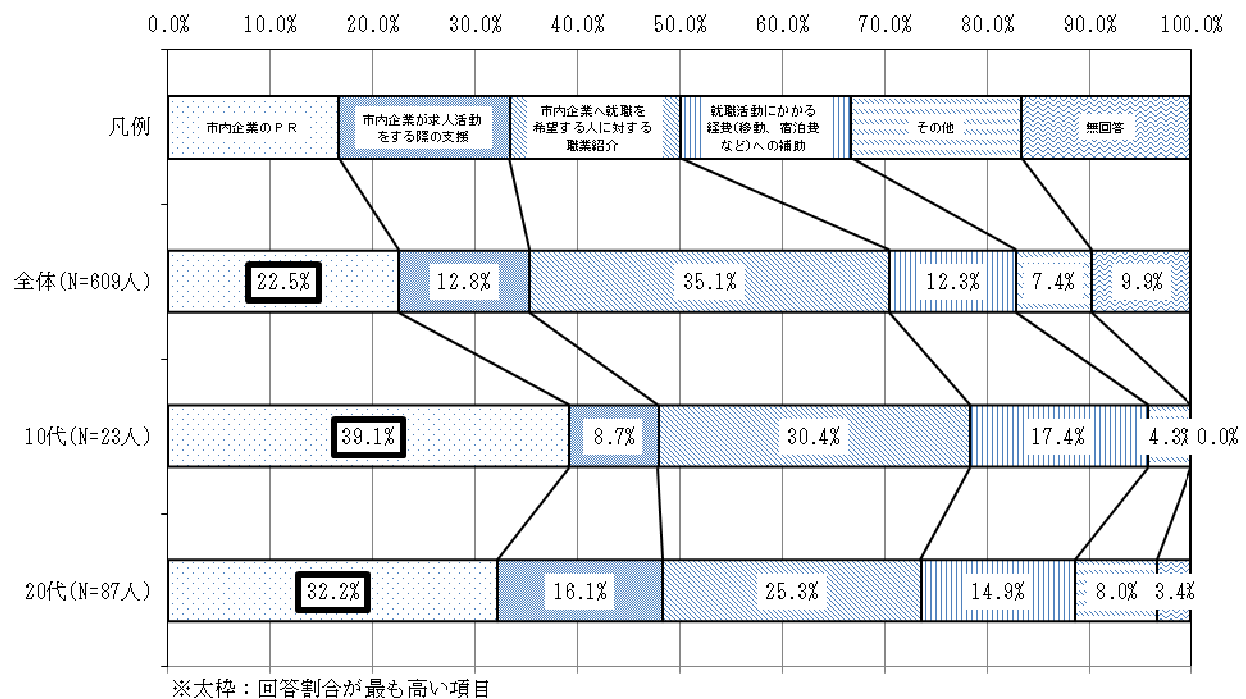 0.0% 10.0% 20.0% 30.0% 40.0% 50.0% 60.0% 70.0% 80.0% 90.0% 100.0%
凡例
市内企業のＰＲ
市内企業が求人活動
をする際の支援
市内企業へ就職を
希望する人に対する
職業紹介
就職活動にかかる
経費(移動、宿泊費
など)への補助
その他
無回答
全体(N=609人)
22.5% 12.8% 35.1% 12.3% 7.4% 9.9%
10代(N=23人)
39.1% 8.7% 30.4% 17.4% 4.3% 0.0%
20代(N=87人)
32.2% 16.1% 25.3% 14.9% 8.0% 3.4%
※太枠：回答割合が最も高い項目